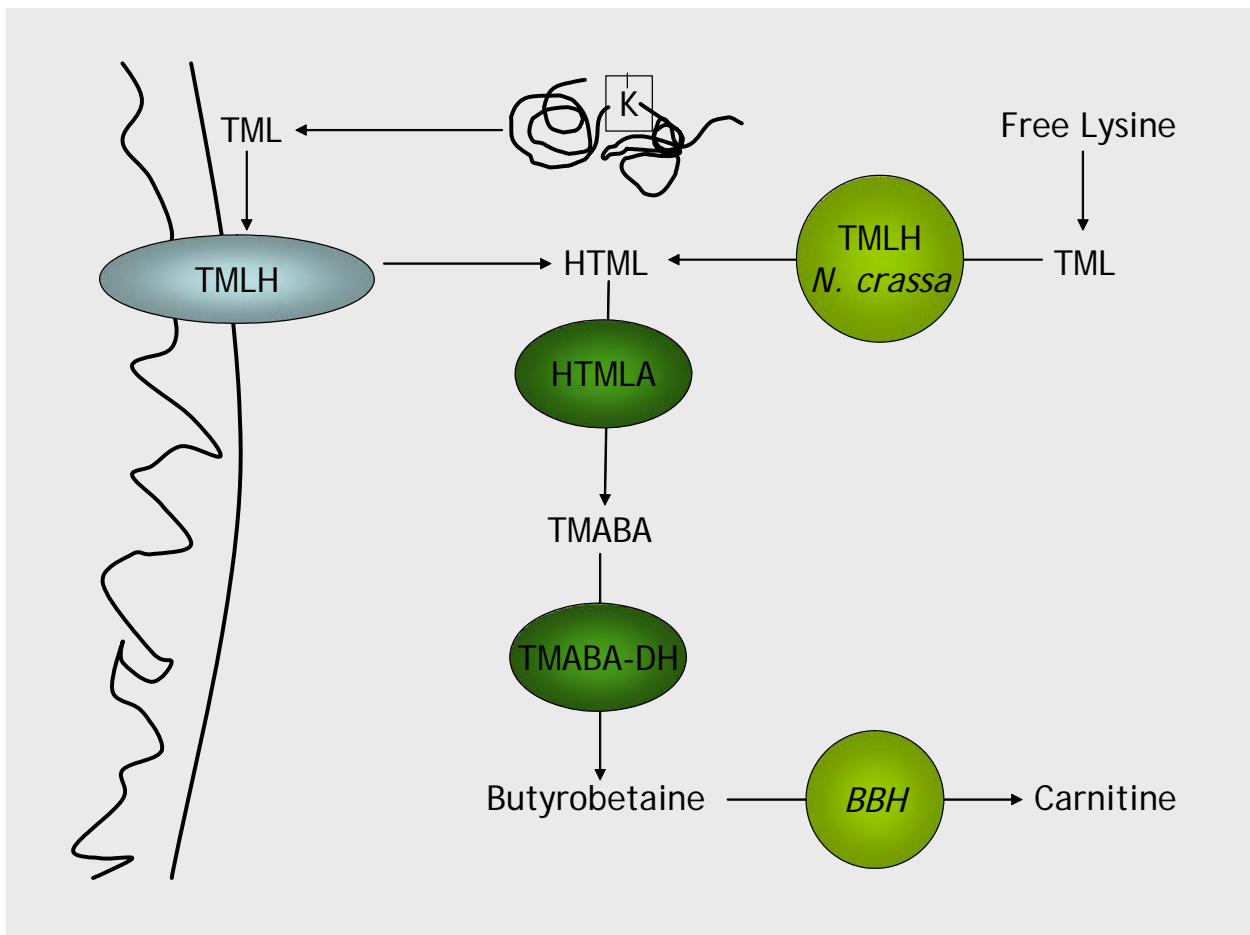 K
TML
Free Lysine
TMLH
HTML
TMLH
N. crassa
TML
HTMLA
TMABA
TMABA-DH
Butyrobetaine
BBH
Carnitine